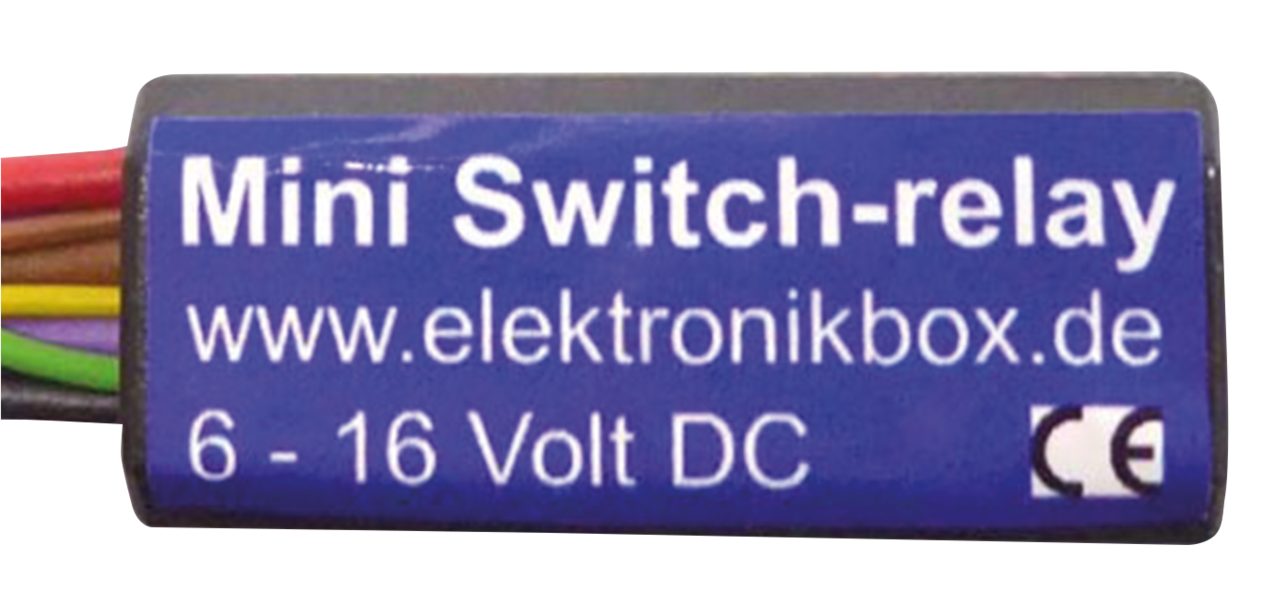 Mini Switch-relay
www.elektronikbox.de
6 - 16 Volt DC
CE